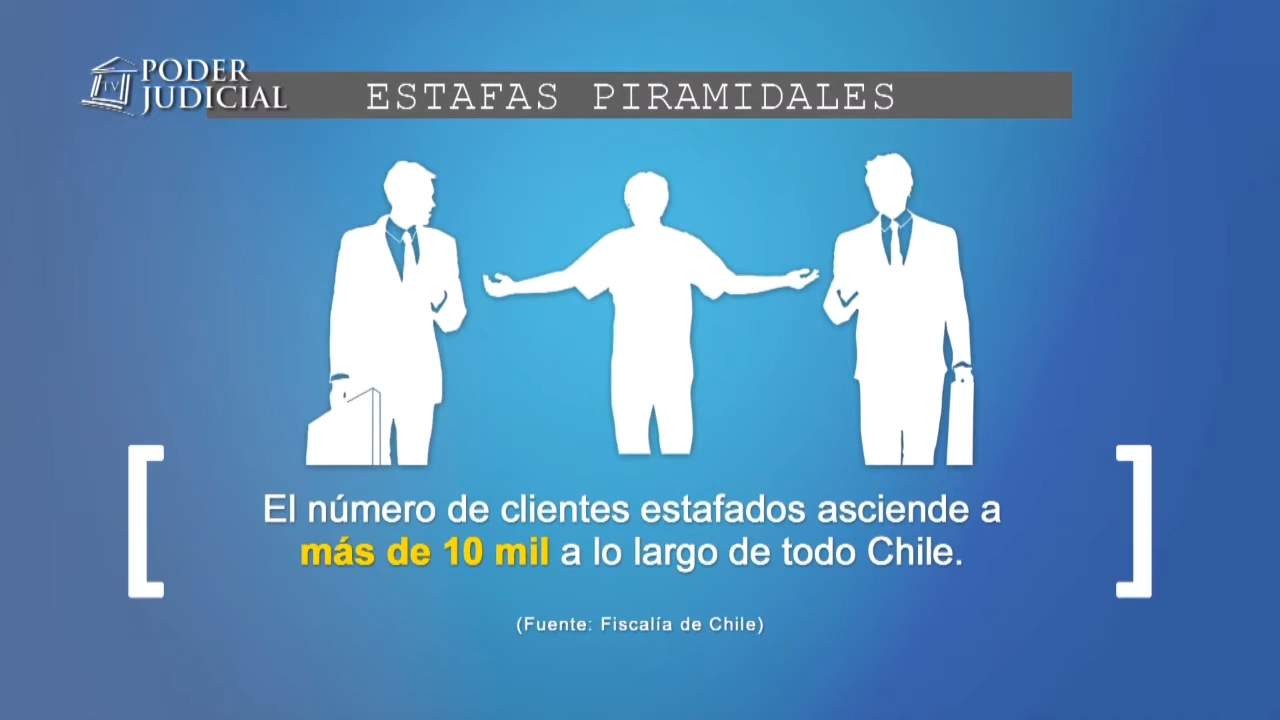 PODER
JUDICIAL
TV
ESTAFAS PIRAMIDALES
El número de clientes estafados asciende a
más de 10 mil a lo largo de todo Chile.
(Fuente: Fiscalía de Chile)